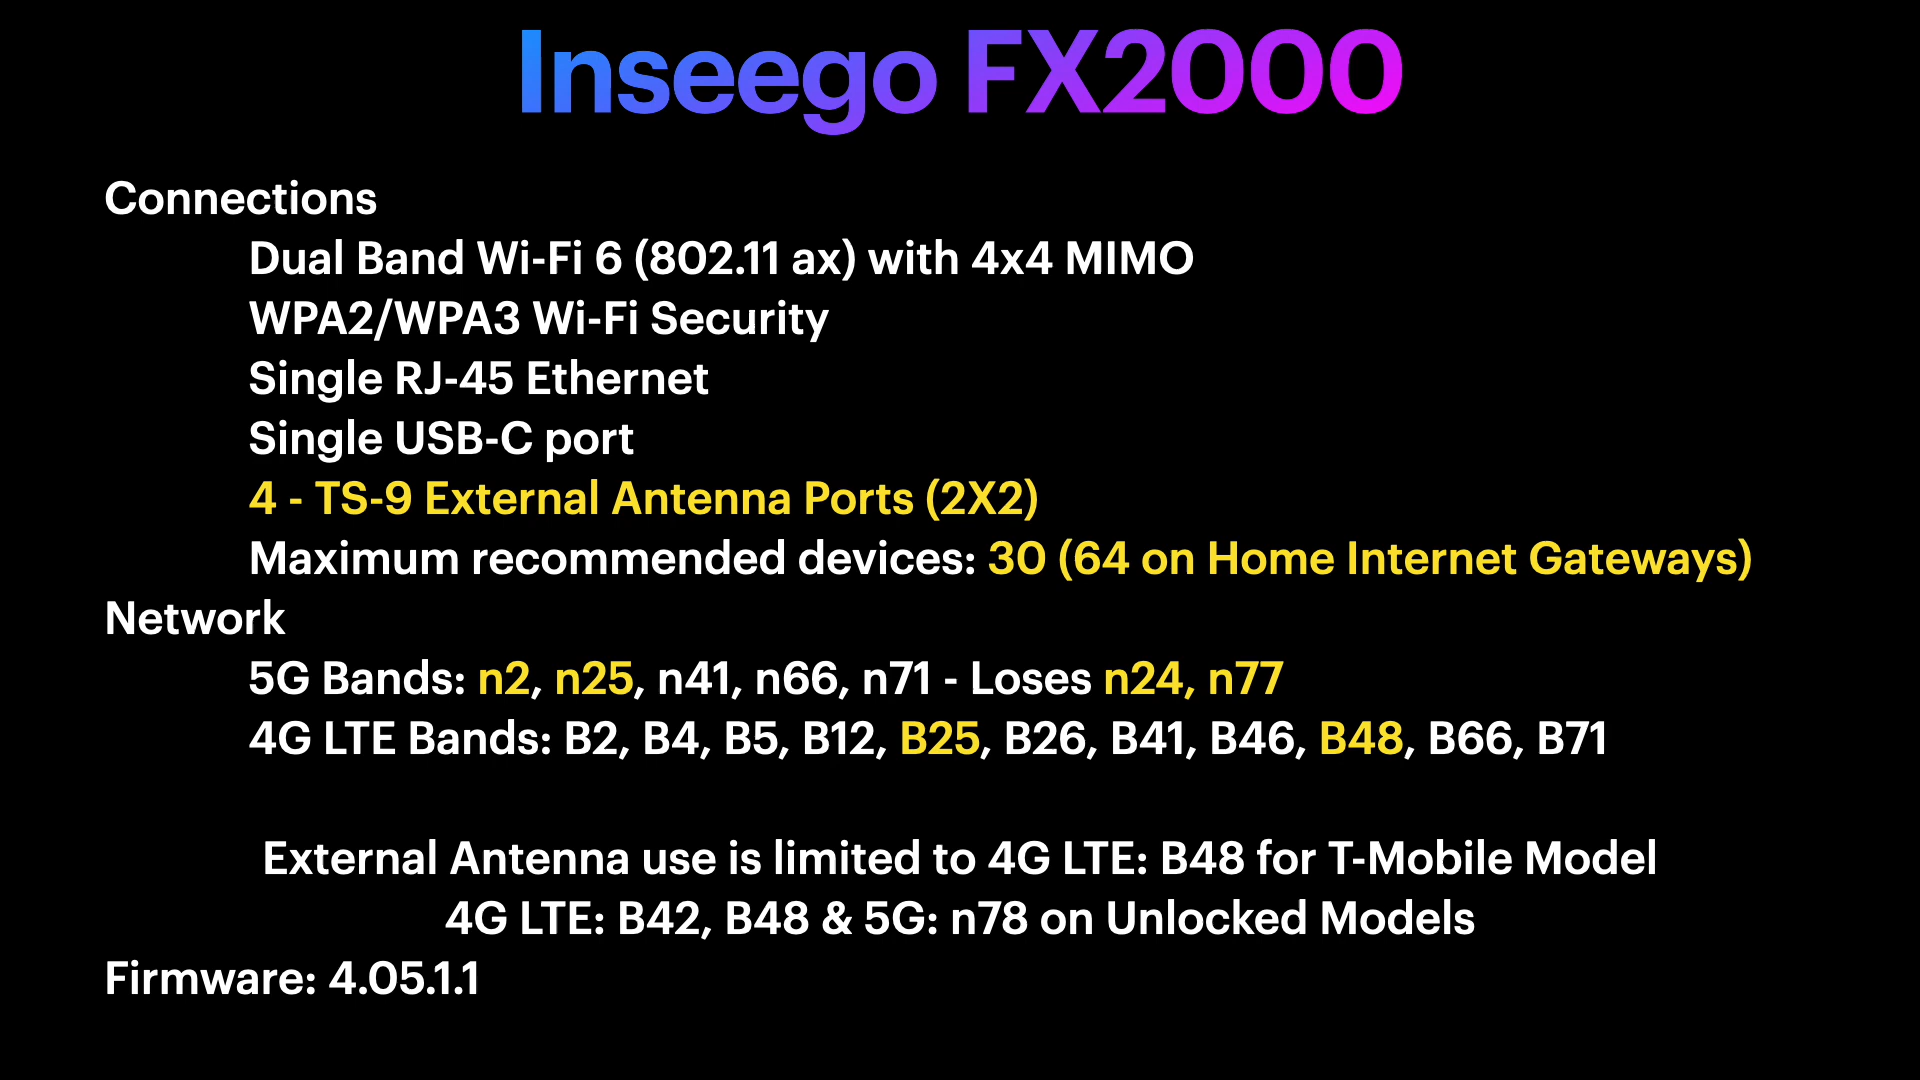 Inseego FX2000
Connections
Dual Band Wi-Fi 6 (802.11 ax) with 4x4 MIMO
WPA2/WPA3 Wi-Fi Security
Single RJ-45 Ethernet
Single USB-C port
4 - TS-9 External Antenna Ports (2X2)
Maximum recommended devices: 30 (64 on Home Internet Gateways)
Network
5G Bands: n2, n25, n41, n66, n71 - Loses n24, n77
4G LTE Bands: B2, B4, B5, B12, B25, B26, B41, B46, B48, B66, B71
External Antenna use is limited to 4G LTE: B48 for T-Mobile Model
4G LTE: B42, B48 & 5G: n78 on Unlocked Models
Firmware: 4.05.1.1